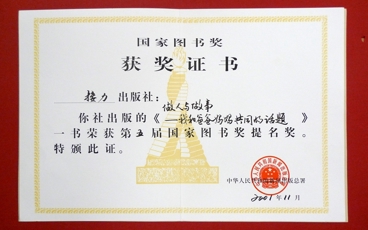 国家图书奖
获奖证书
接力出版社：
做人与做事
你社出版的《——我和爸爸妈妈共同的话题》
一书荣获第五届国家图书奖提名奖。
特颁此证。
中华人民共和国新闻出版总署
2001年11月